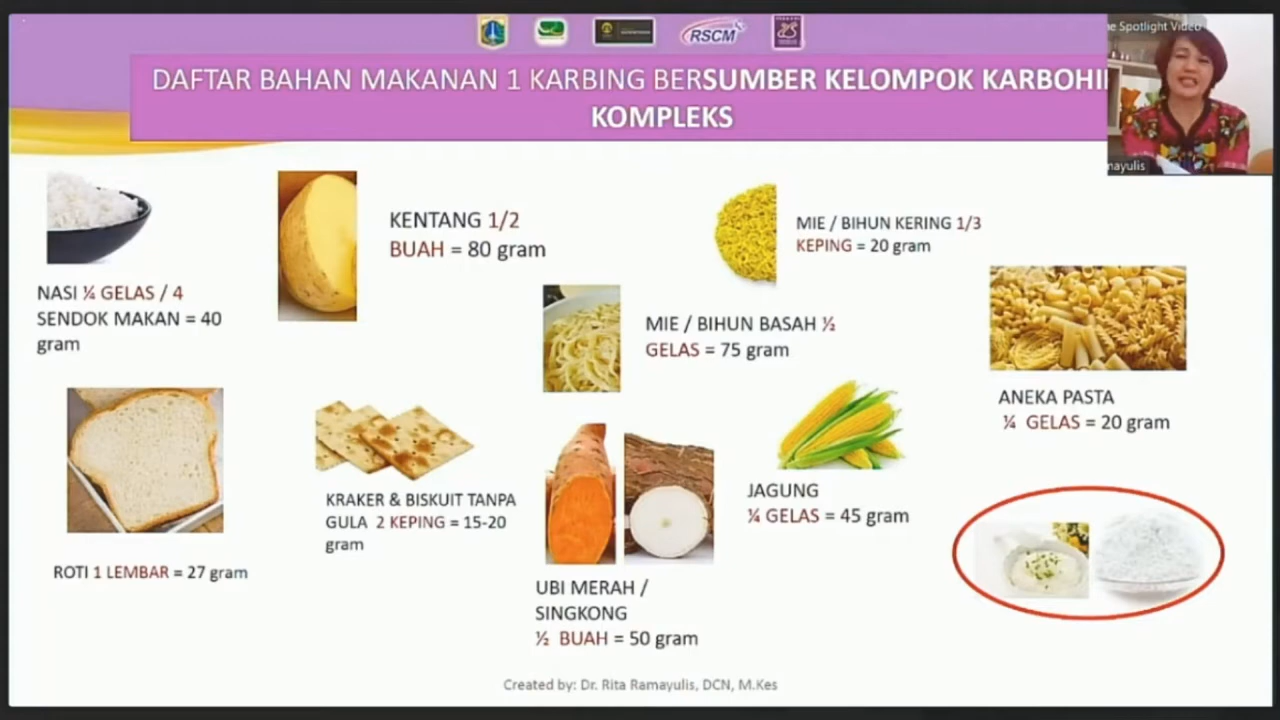 RSCM
e Spotlight Video
DAFTAR BAHAN MAKANAN 1 KARBING BERSUMBER KELOMPOK KARBOHI
KOMPLEKS
mayulis
KENTANG 1/2
BUAH = 80 gram
MIE / BIHUN KERING 1/3
KEPING = 20 gram
NASI ¼ GELAS / 4
SENDOK MAKAN = 40
gram
MIE / BIHUN BASAH ½
GELAS = 75 gram
ANEKA PASTA
¼ GELAS = 20 gram
KRAKER & BISKUIT TANPA
GULA 2 KEPING = 15-20
gram
JAGUNG
¼ GELAS = 45 gram
ROTI 1 LEMBAR = 27 gram
UBI MERAH /
SINGKONG
½ BUAH = 50 gram
Created by: Dr. Rita Ramayulis, DCN, M.Kes